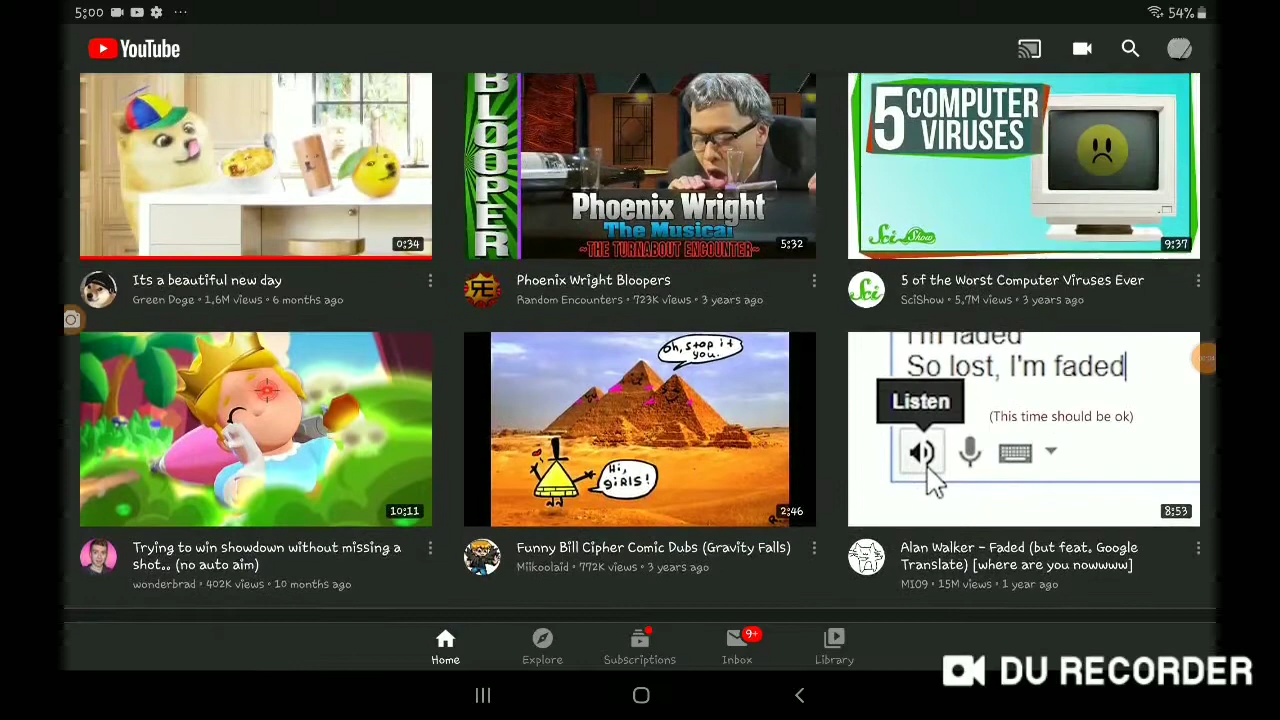 5:00
54%
YouTube
BLOOPER
Phoenix Wright
The Musical
~THE TURNABOUT ENCOUNTER~
5 COMPUTER
VIRUSES
SciShow
0:34
5:32
9:37
Its a beautiful new day
Green Doge • 1.6M views • 6 months ago
Phoenix Wright Bloopers
Random Encounters • 723K views • 3 years ago
5 of the Worst Computer Viruses Ever
SciShow • 5.7M views • 3 years ago
Sci
oh, stop it
you.
Hi,
GiRLS!
I'm faded
So lost, I'm faded
Listen
(This time should be ok)
10:11
2:46
8:53
Trying to win showdown without missing a
shot.. (no auto aim)
wonderbrad • 402K views • 10 months ago
Funny Bill Cipher Comic Dubs (Gravity Falls)
Miikoolaid • 772K views • 3 years ago
Alan Walker - Faded (but feat. Google
Translate) [where are you nowwww]
MI09 • 15M views • 1 year ago
Home
Explore
Subscriptions
9+
Inbox
Library
DU RECORDER